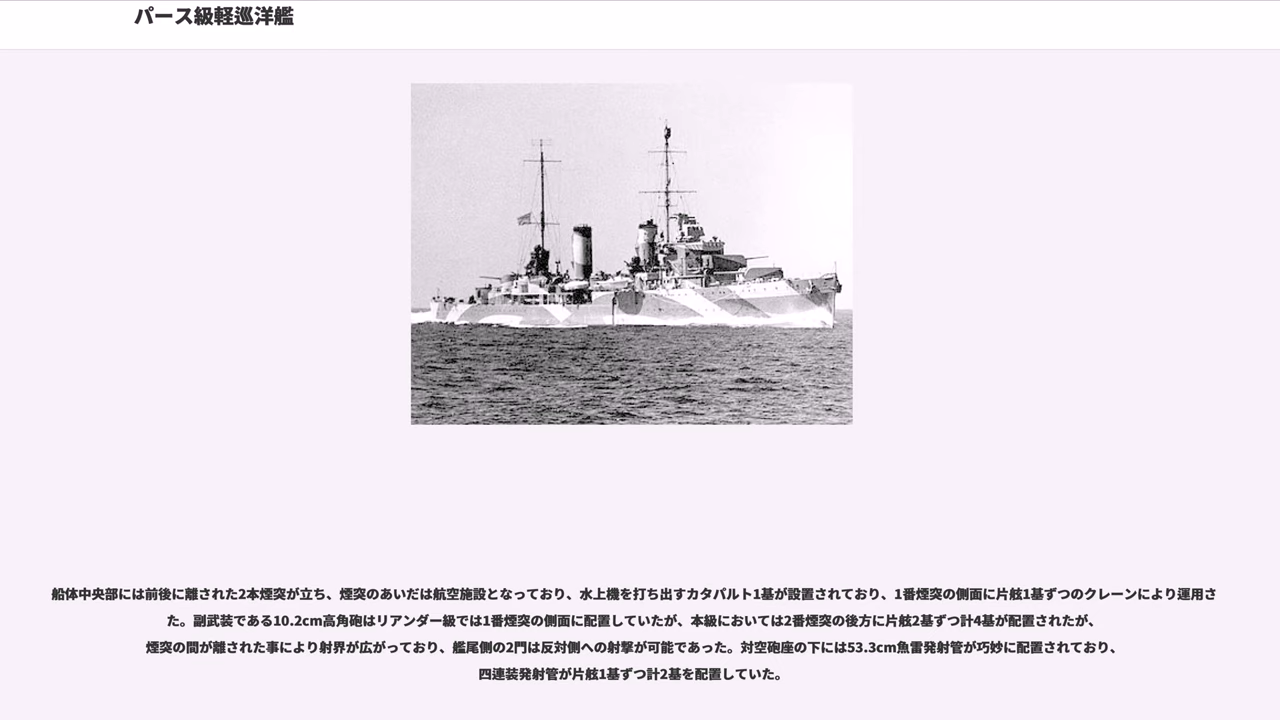 パース級軽巡洋艦
船体中央部には前後に離された2本煙突が立ち、煙突のあいだは航空施設となっており、水上機を打ち出すカタパルト1基が設置されており、1番煙突の側面に片舷1基ずつのクレーンにより運用さ
た。副武装である10.2cm高角砲はリアンダー級では1番煙突の側面に配置していたが、本級においては2番煙突の後方に片舷2基ずつ計4基が配置されたが、
煙突の間が離された事により射界が広がっており、艦尾側の2門は反対側への射撃が可能であった。対空砲座の下には53.3cm魚雷発射管が巧妙に配置されており、
四連装発射管が片舷1基ずつ計2基を配置していた。